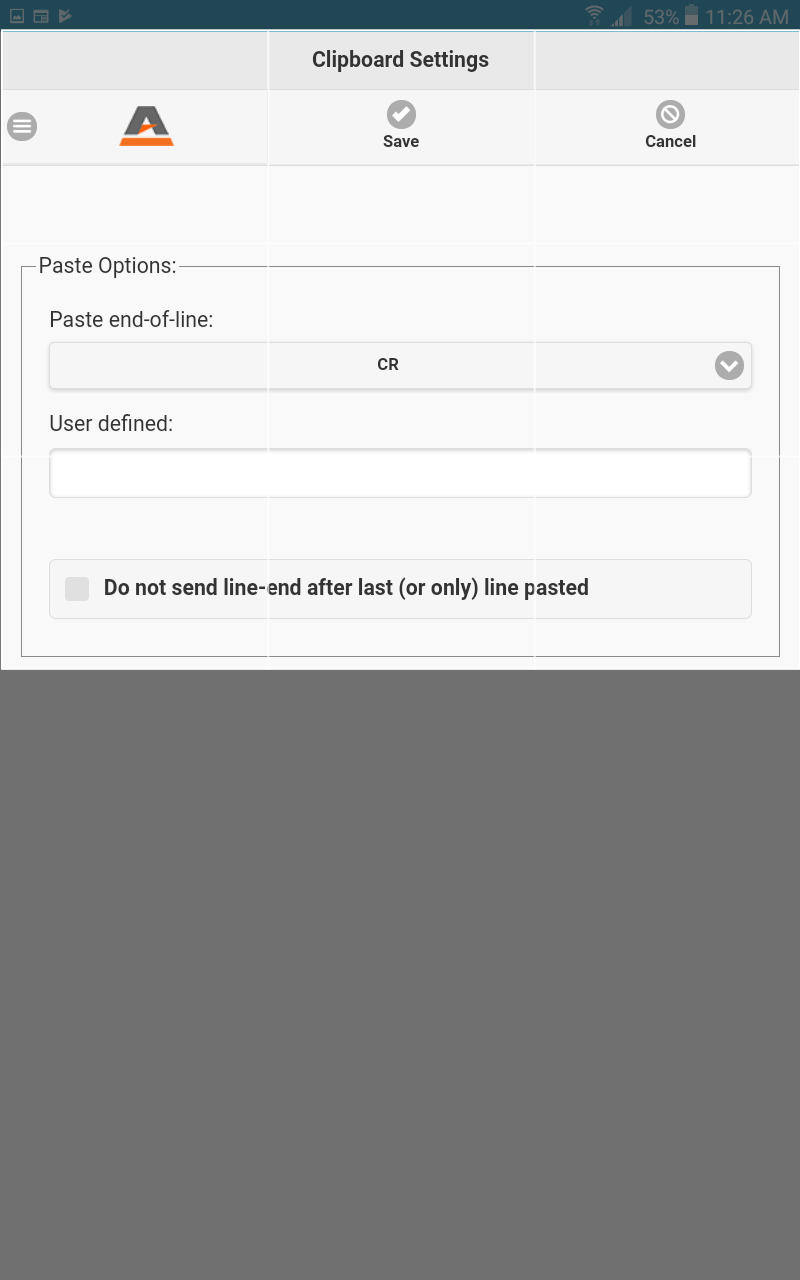 53% 11:26 AM
Clipboard Settings
Save
Cancel
Paste Options:
Paste end-of-line:
CR
User defined:
Do not send line-end after last (or only) line pasted